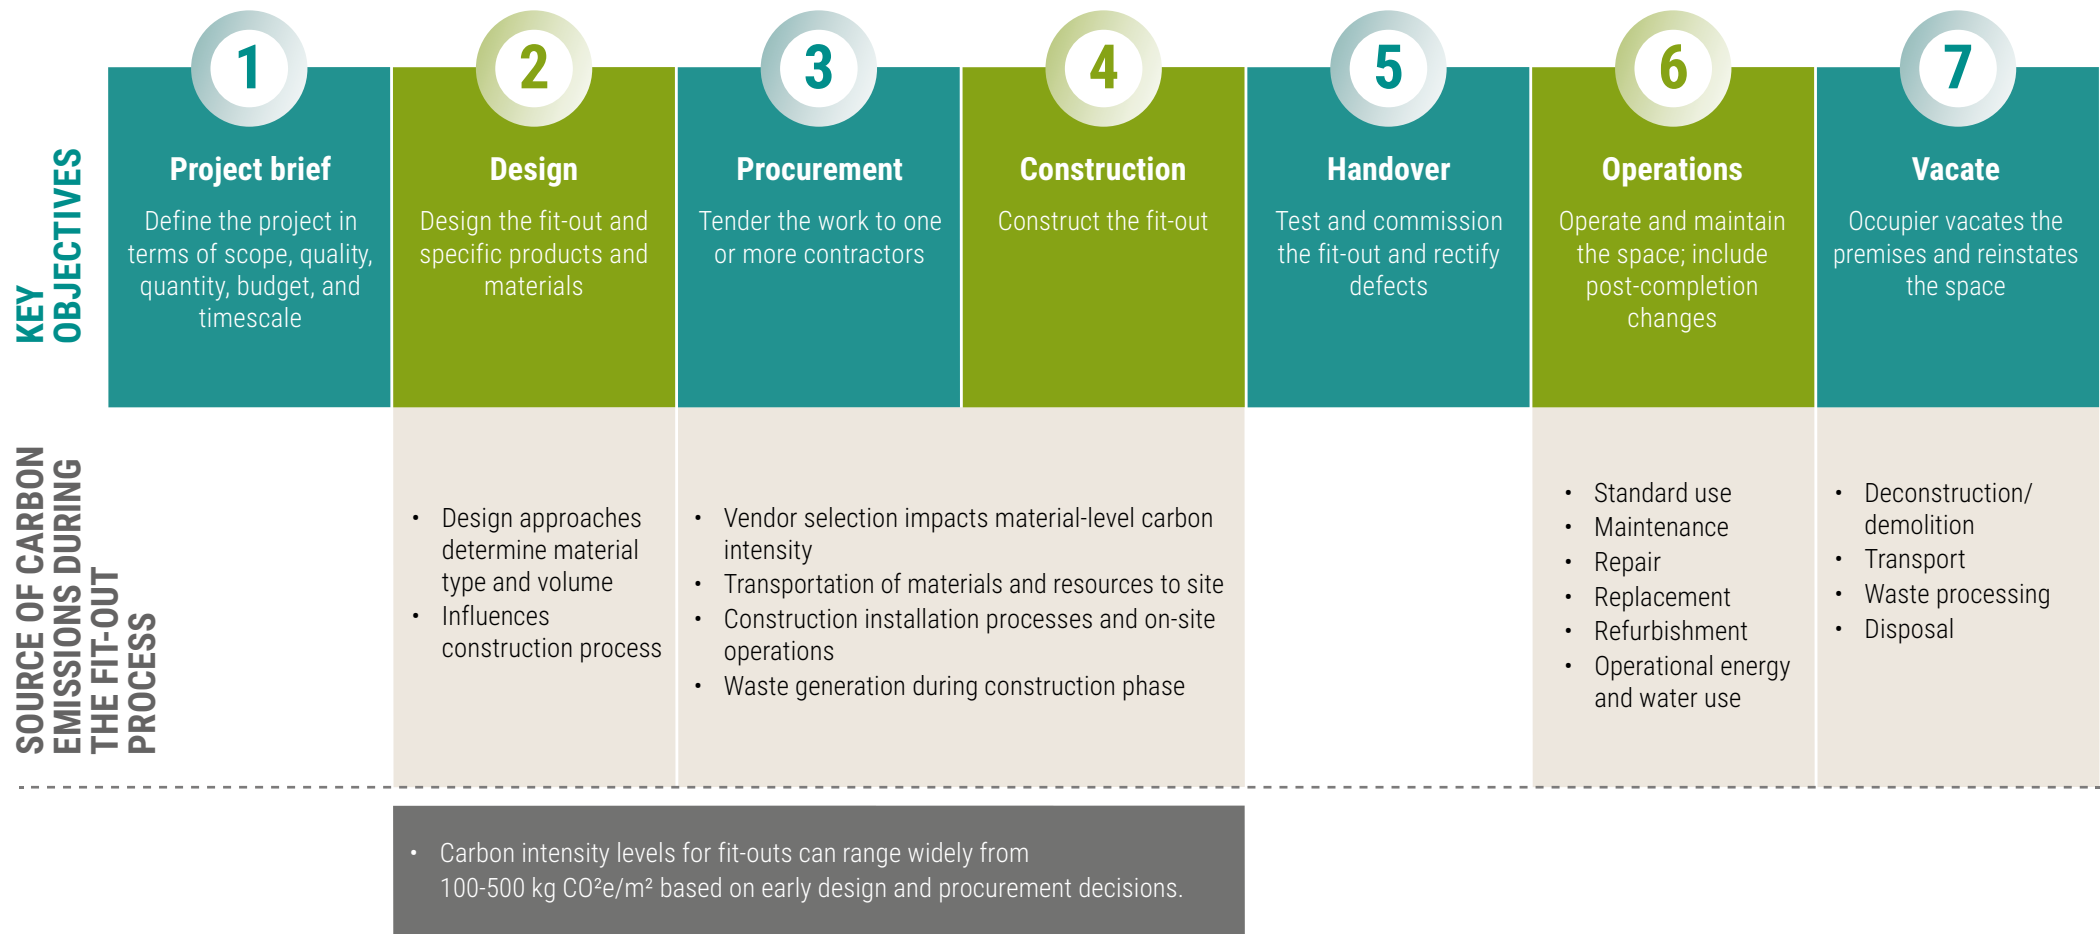 KEY
OBJECTIVES
1
Project brief
Define the project in
terms of scope, quality,
quantity, budget, and
timescale
2
Design
Design the fit-out and
specific products and
materials
3
Procurement
Tender the work to one
or more contractors
4
Construction
Construct the fit-out
5
Handover
Test and commission
the fit-out and rectify
defects
6
Operations
Operate and maintain
the space; include
post-completion
changes
7
Vacate
Occupier vacates the
premises and reinstates
the space
SOURCE OF CARBON
EMISSIONS DURING
THE FIT-OUT
PROCESS
• Design approaches
determine material
type and volume
• Influences
construction process
• Vendor selection impacts material-level carbon
intensity
• Transportation of materials and resources to site
• Construction installation processes and on-site
operations
• Waste generation during construction phase
• Standard use
• Maintenance
• Repair
• Replacement
• Refurbishment
• Operational energy
and water use
• Deconstruction/
demolition
• Transport
• Waste processing
• Disposal
• Carbon intensity levels for fit-outs can range widely from
100-500 kg CO²e/m² based on early design and procurement decisions.